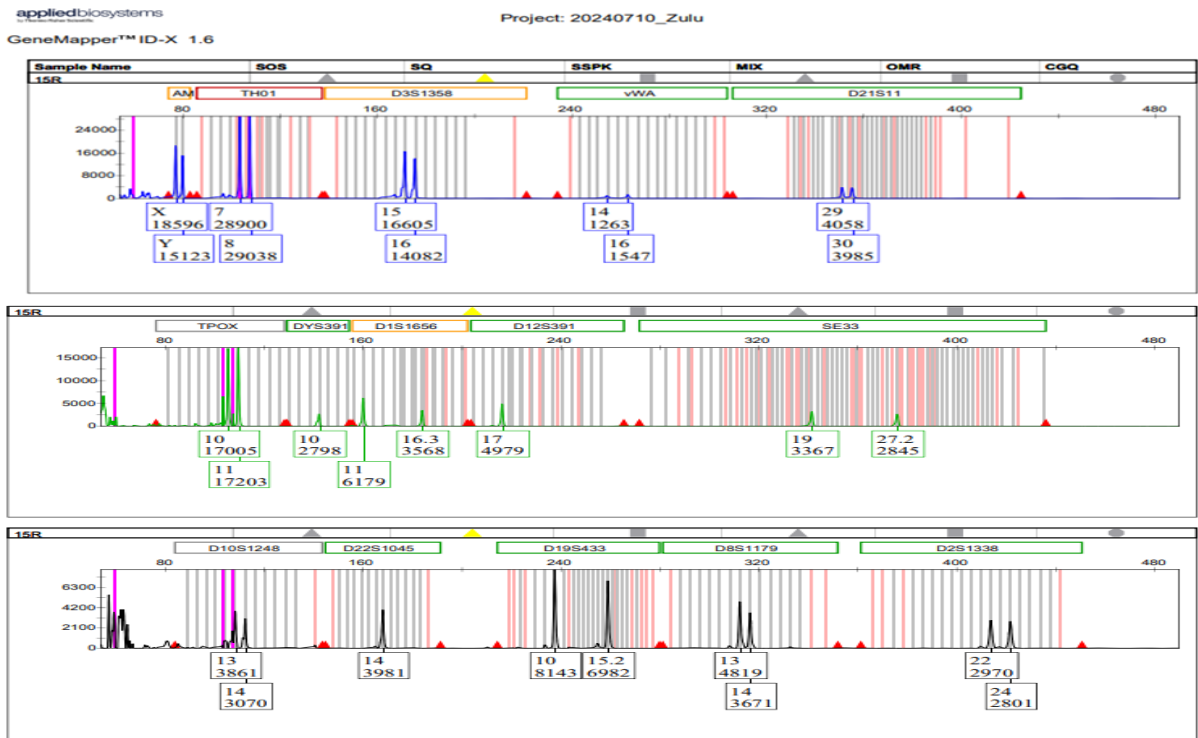 appliedbiosystems
by Thermo Fisher Scientific
Project: 20240710_Zulu
GeneMapper™ ID-X 1.6
Sample Name SOS SQ SSPK MIX OMR CGQ
15R
AM TH01 D3S1358 vWA D21S11
80 160 240 320 400 480
24000
16000
8000
0
X 7 15 14 29
18596 28900 16605 1263 4058
Y 8 16 16 30
15123 29038 14082 1547 3985
15R
TPOX DYS391 D1S1656 D12S391 SE33
80 160 240 320 400 480
15000
10000
5000
0
10 10 16.3 17 19 27.2
17005 2798 3568 4979 3367 2845
11 11
17203 6179
15R
D10S1248 D22S1045 D19S433 D8S1179 D2S1338
80 160 240 320 400 480
6300
4200
2100
0
13 14 10 15.2 13 22
3861 3981 8143 6982 4819 2970
14 14 24
3070 3671 2801